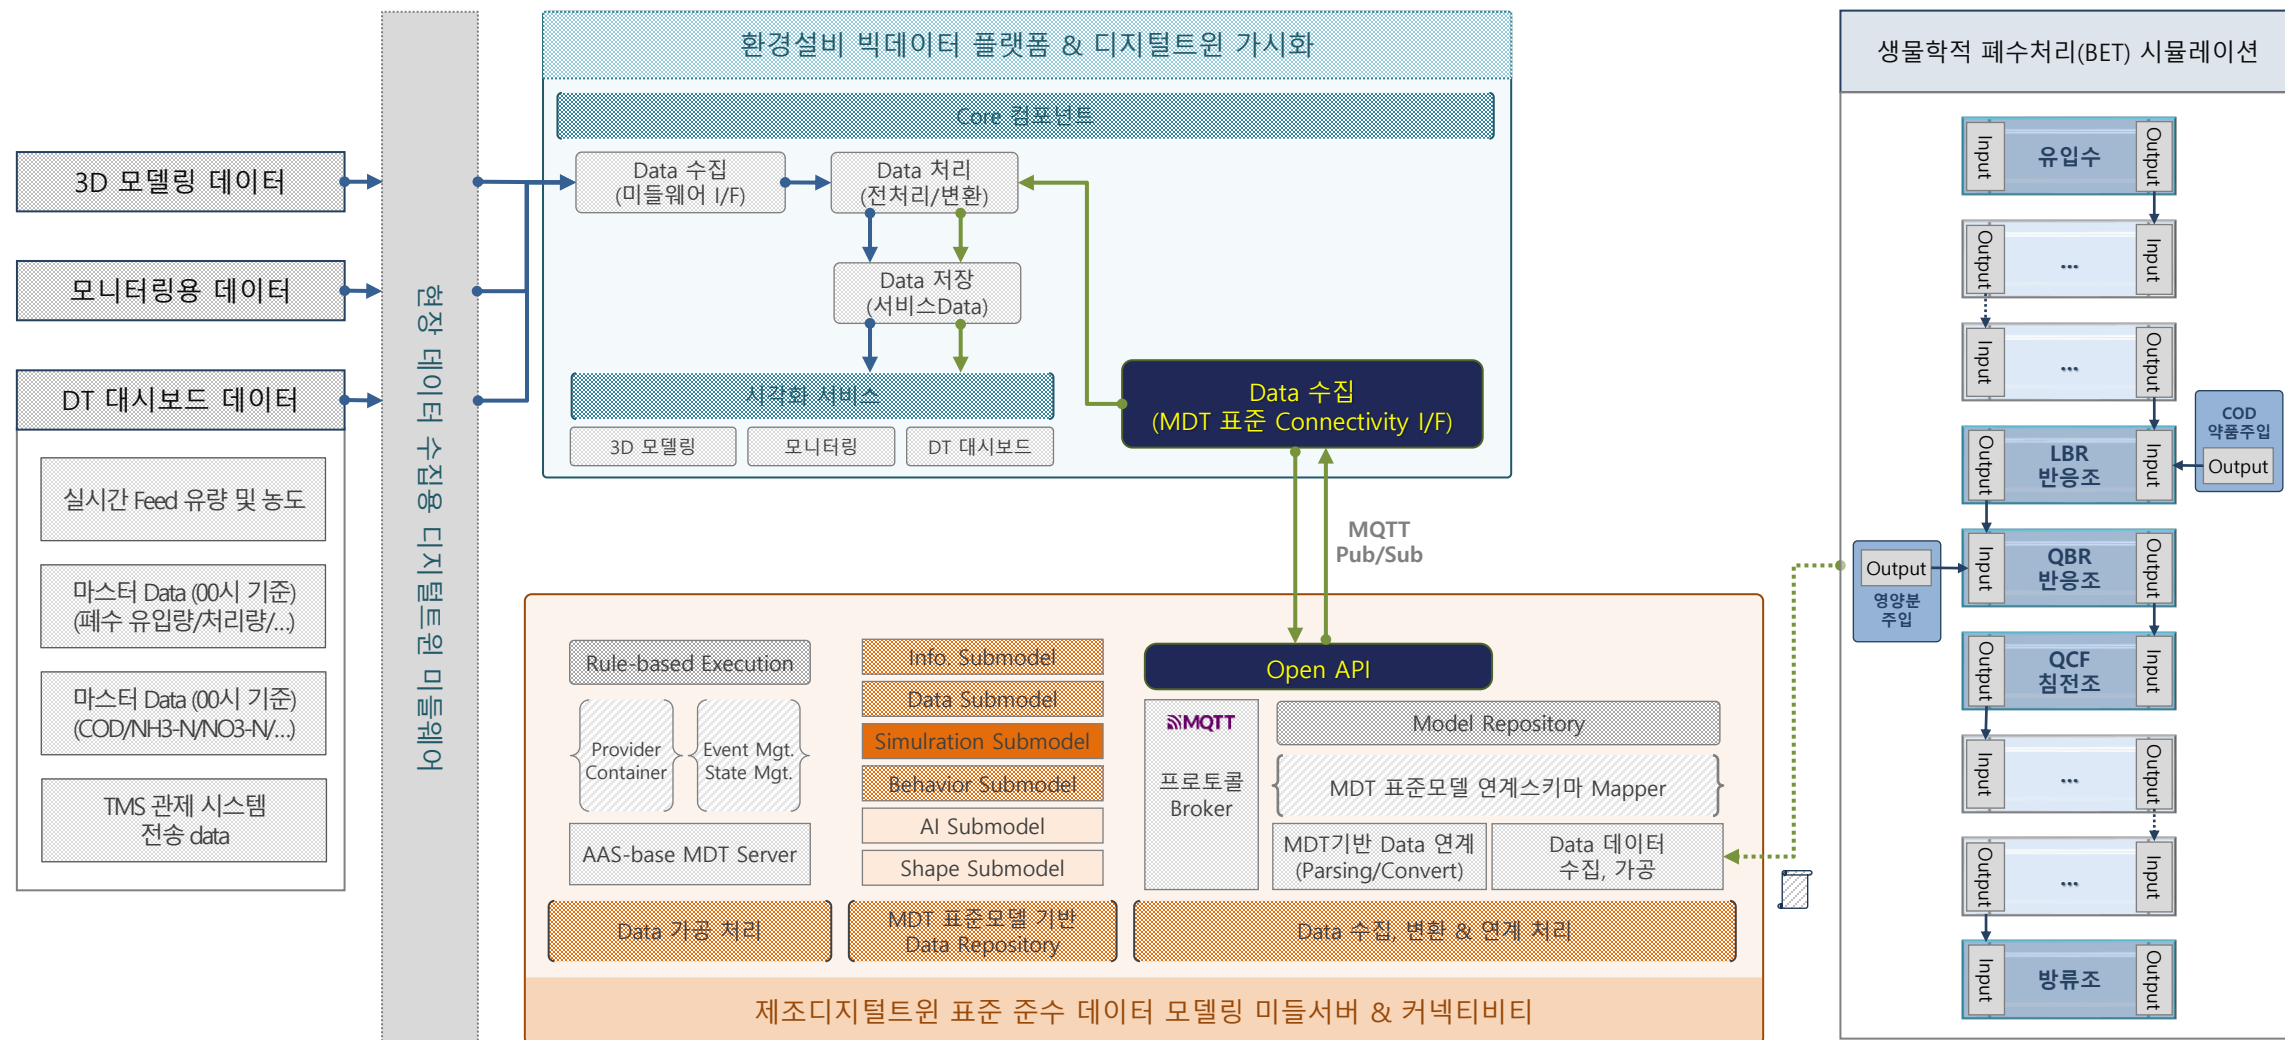 환경설비 빅데이터 플랫폼 & 디지털트윈 가시화
Core 컴포넌트
Data 수집
(미들웨어 I/F)
Data 처리
(전처리/변환)
Data 저장
(서비스Data)
시각화 서비스
3D 모델링
모니터링
DT 대시보드
Data 수집
(MDT 표준 Connectivity I/F)
3D 모델링 데이터
모니터링용 데이터
DT 대시보드 데이터
실시간 Feed 유량 및 농도
마스터 Data (00시 기준)
(폐수 유입량/처리량/...)
마스터 Data (00시 기준)
(COD/NH3-N/NO3-N/...)
TMS 관제 시스템
전송 data
현장 데이터 수집용 디지털트윈 미들웨어
MQTT
Pub/Sub
Rule-based Execution
Provider
Container
Event Mgt.
State Mgt.
AAS-base MDT Server
Data 가공 처리
Info. Submodel
Data Submodel
Simulration Submodel
Behavior Submodel
AI Submodel
Shape Submodel
MDT 표준모델 기반
Data Repository
Open API
MQTT
프로토콜
Broker
Model Repository
MDT 표준모델 연계스키마 Mapper
MDT기반 Data 연계
(Parsing/Convert)
Data 데이터
수집, 가공
Data 수집, 변환 & 연계 처리
제조디지털트윈 표준 준수 데이터 모델링 미들서버 & 커넥티비티
생물학적 폐수처리(BET) 시뮬레이션
Input
유입수
Output
Output
...
Input
Input
...
Output
Output
LBR
반응조
Input
COD
약품주입
Output
Output
영양분
주입
Input
QBR
반응조
Output
Output
QCF
침전조
Input
Input
...
Output
Output
...
Input
Input
방류조
Output